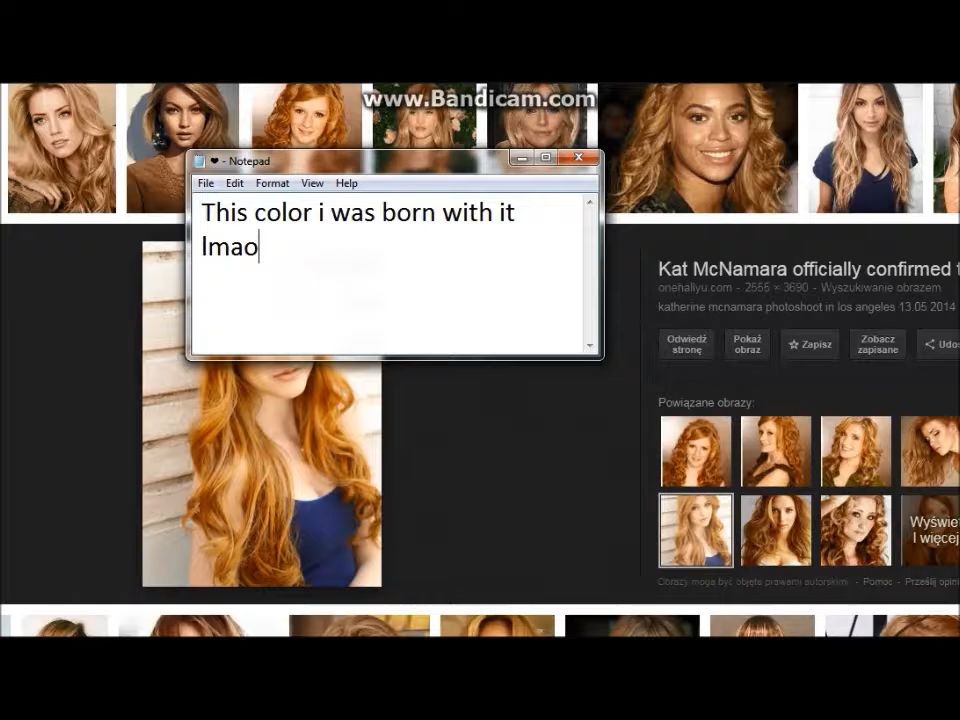 www.Bandicam.com
❤ - Notepad
File Edit Format View Help
This color i was born with it
lmao
Kat McNamara officially confirmed t
onehallyu.com - 2555 × 3690 - Wyszukiwanie obrazem
katherine mcnamara photoshoot in los angeles 13.05 2014
Odwiedź stronę
Pokaż obraz
Zapisz
Zobacz zapisane
Udos
Powiązane obrazy:
Wyświet
I więcej
Obrazy mogą być objęte prawami autorskimi. - Pomoc - Prześlij opini